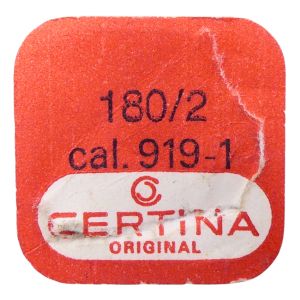 180/2
cal. 919-1
CERTINA
ORIGINAL